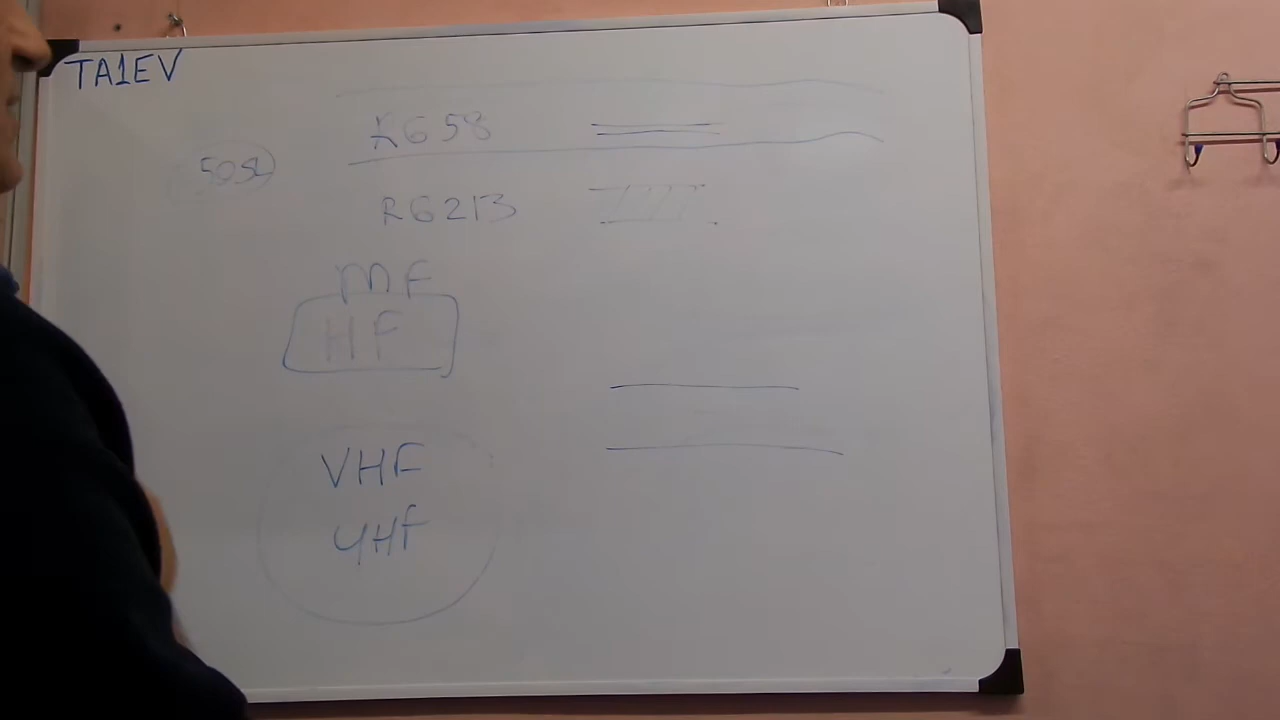 TA1EV
RG58
50Ω
RG213
MF
HF
VHF
UHF